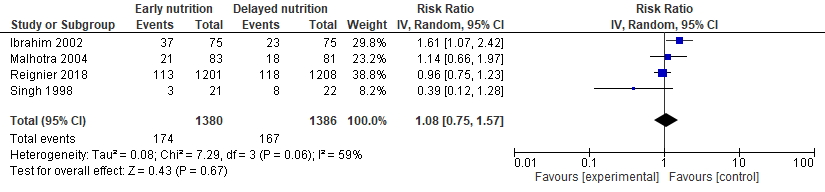 Early nutrition Delayed nutrition Risk Ratio Risk Ratio
Study or Subgroup Events Total Events Total Weight IV, Random, 95% CI IV, Random, 95% CI
Ibrahim 2002 37 75 23 75 29.8% 1.61 [1.07, 2.42]
Malhotra 2004 21 83 18 81 23.2% 1.14 [0.66, 1.97]
Reignier 2018 113 1201 118 1208 38.8% 0.96 [0.75, 1.23]
Singh 1998 3 21 8 22 8.2% 0.39 [0.12, 1.28]
Total (95% CI) 1380 1386 100.0% 1.08 [0.75, 1.57]
Total events 174 167
Heterogeneity: Tau² = 0.08; Chi² = 7.29, df = 3 (P = 0.06); I² = 59%
Test for overall effect: Z = 0.43 (P = 0.67)
0.01 0.1 1 10 100
Favours [experimental] Favours [control]